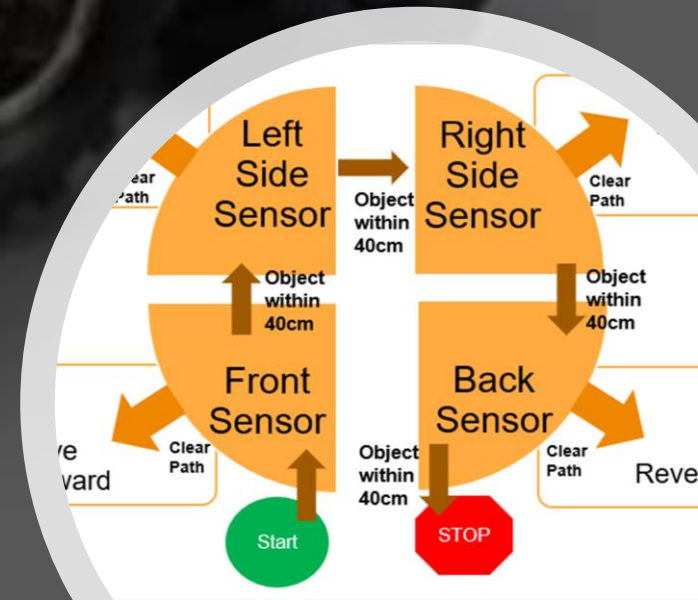 Left
Side
Sensor
Right
Side
Sensor
Path
Clear
Path
Object
within
40cm
Object
within
40cm
Object
within
40cm
Front
Sensor
Back
Sensor
Clear
Path
Object
within
40cm
Clear
Path
Start
STOP